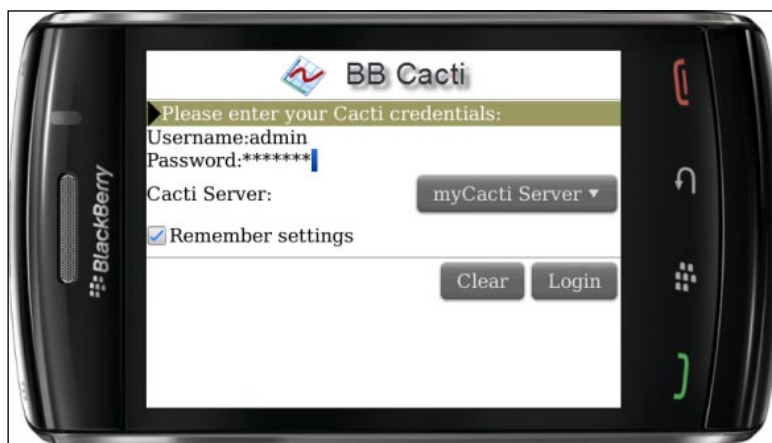 BB Cacti
Please enter your Cacti credentials:
Username:admin
Password:*******
Cacti Server: myCacti Server
Remember settings
Clear Login
BlackBerry